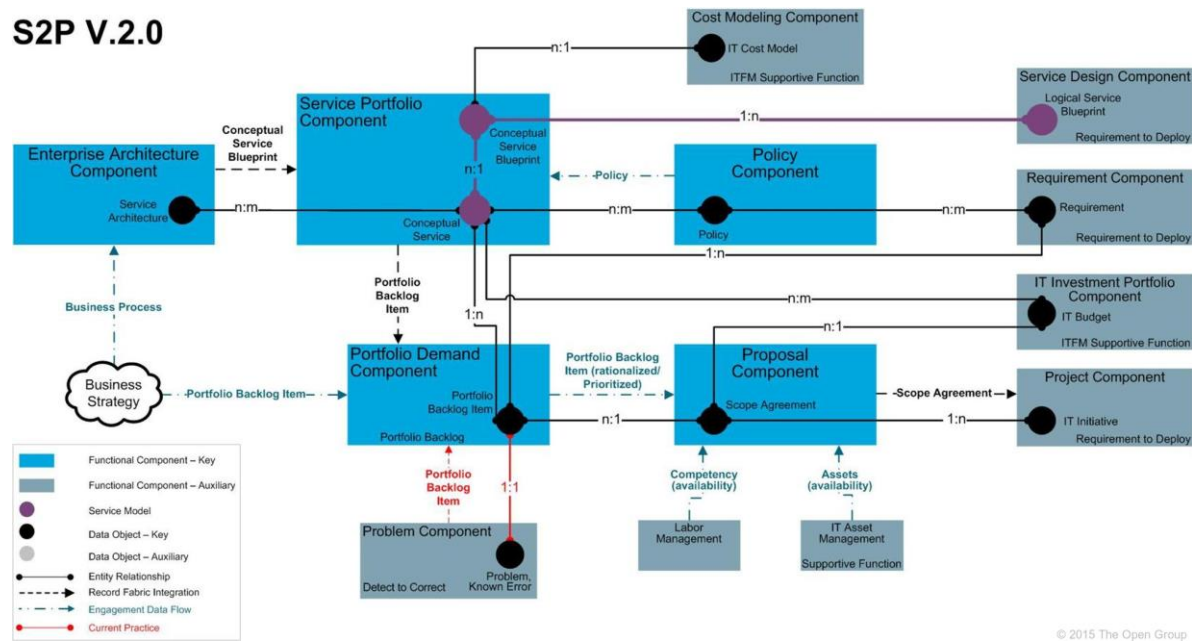 S2P V.2.0
Cost Modeling Component
IT Cost Model
ITFM Supportive Function
n:1
Service Portfolio
Component
Conceptual
Service
Blueprint
n:1
Conceptual
Service
1:n
Service Design Component
Logical Service
Blueprint
Requirement to Deploy
Conceptual
Service
Blueprint
Enterprise Architecture
Component
Service
Architecture
n:m
Policy
Policy
Component
Policy
n:m
n:m
Requirement Component
Requirement
Requirement to Deploy
1:n
Business Process
Portfolio
Backlog
Item
1:n
n:m
n:1
IT Investment Portfolio
Component
IT Budget
ITFM Supportive Function
Business
Strategy
Portfolio Backlog Item
Portfolio Demand
Component
Portfolio
Backlog Item
Portfolio Backlog
Portfolio Backlog
Item (rationalized/
Prioritized)
n:1
Proposal
Component
Scope Agreement
Scope Agreement
1:n
Project Component
IT Initiative
Requirement to Deploy
Portfolio
Backlog
Item
1:1
Competency
(availability)
Assets
(availability)
Problem Component
Problem,
Known Error
Detect to Correct
Labor
Management
IT Asset
Management
Supportive Function
Functional Component – Key
Functional Component – Auxiliary
Service Model
Data Object – Key
Data Object – Auxiliary
Entity Relationship
Record Fabric Integration
Engagement Data Flow
Current Practice
© 2015 The Open Group